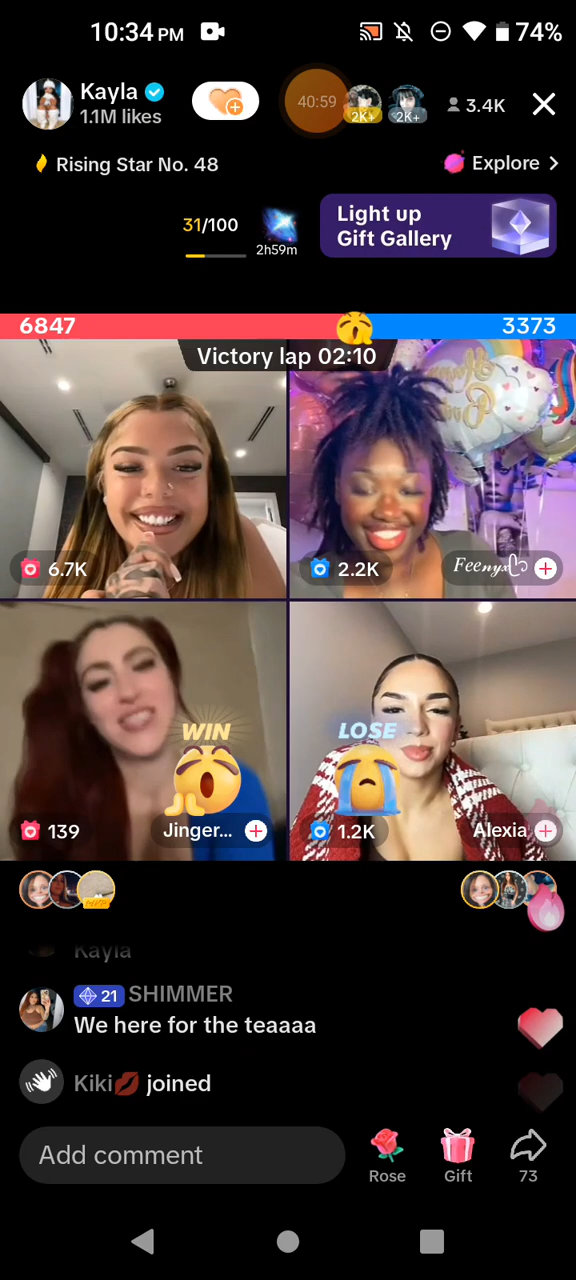 10:34 PM
74%
Kayla
1.1M likes
40:59
2K+
2K+
3.4K
Rising Star No. 48
Explore
31/100
2h59m
Light up
Gift Gallery
6847
3373
Victory lap 02:10
6.7K
2.2K
Feenyx
WIN
LOSE
139
Jinger...
1.2K
Alexia
Kayla
21 SHIMMER
We here for the teaaaa
Kiki💋 joined
Add comment
Rose
Gift
73